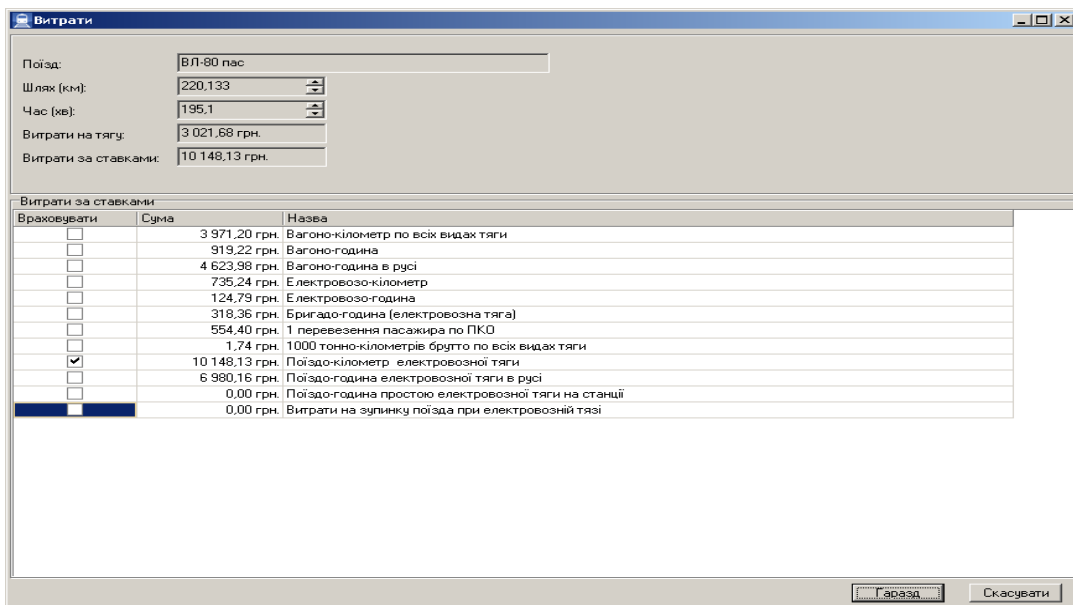 Витрати
Поїзд: ВЛ-80 пас
Шлях (км): 220,133
Час (хв): 195,1
Витрати на тягу: 3 021,68 грн.
Витрати за ставками: 10 148,13 грн.
Витрати за ставками
Враховувати Сума Назва
3 971,20 грн. Вагоно-кілометр по всіх видах тяги
919,22 грн. Вагоно-година
4 623,98 грн. Вагоно-година в русі
735,24 грн. Електровозо-кілометр
124,79 грн. Електровозо-година
318,36 грн. Бригадо-година (електровозна тяга)
554,40 грн. 1 перевезення пасажира по ПКО
1,74 грн. 1000 тонно-кілометрів брутто по всіх видах тяги
10 148,13 грн. Поїздо-кілометр електровозної тяги
6 980,16 грн. Поїздо-година електровозної тяги в русі
0,00 грн. Поїздо-година простою електровозної тяги на станції
0,00 грн. Витрати на зупинку поїзда при електровозній тязі
Гаразд Скасувати